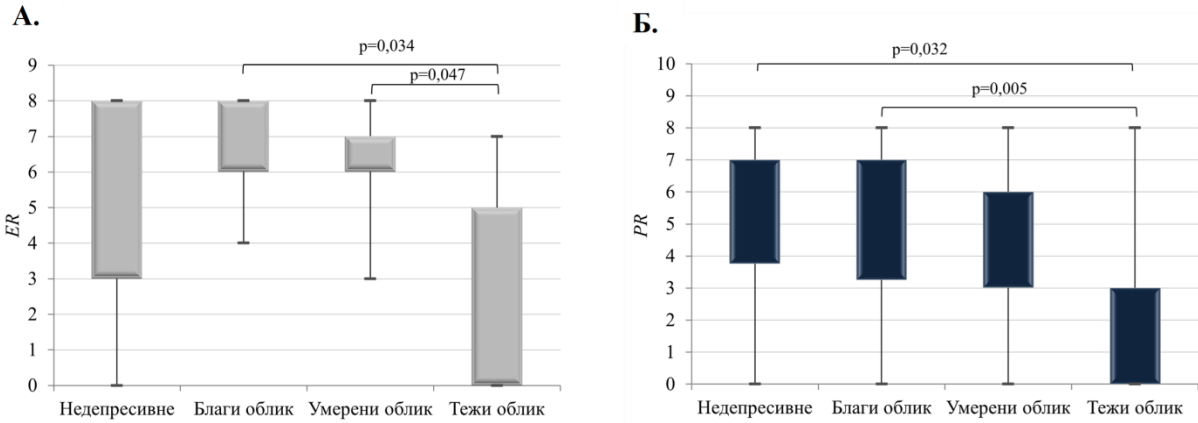 А.
p=0,034
p=0,047
9
8
7
6
5
4
3
2
1
0
ER
Недепресивне Благи облик Умерени облик Тежи облик
Б.
p=0,032
p=0,005
10
9
8
7
6
5
4
3
2
1
0
PR
Недепресивне Благи облик Умерени облик Тежи облик